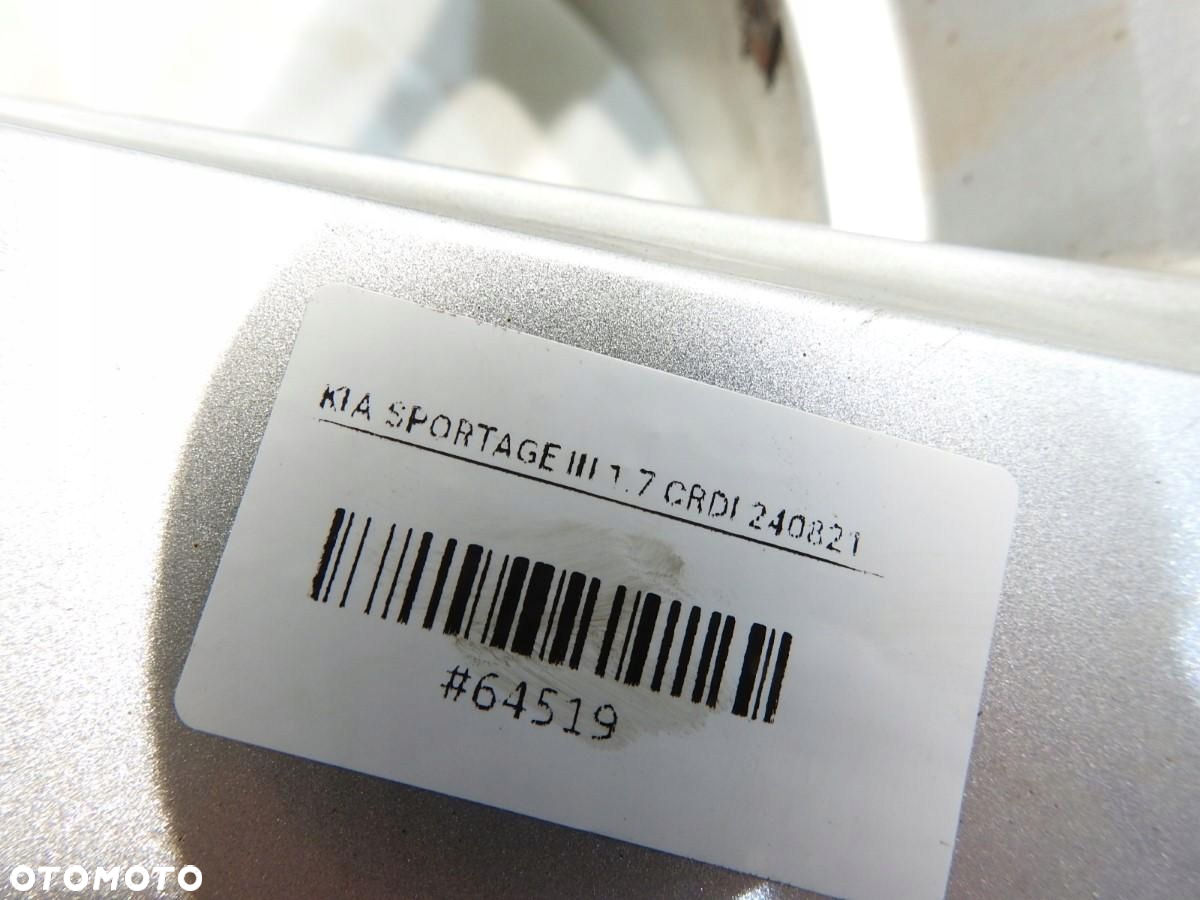 KIA SPORTAGE III 1.7 CRDI 240821
#64519
OTOMOTO